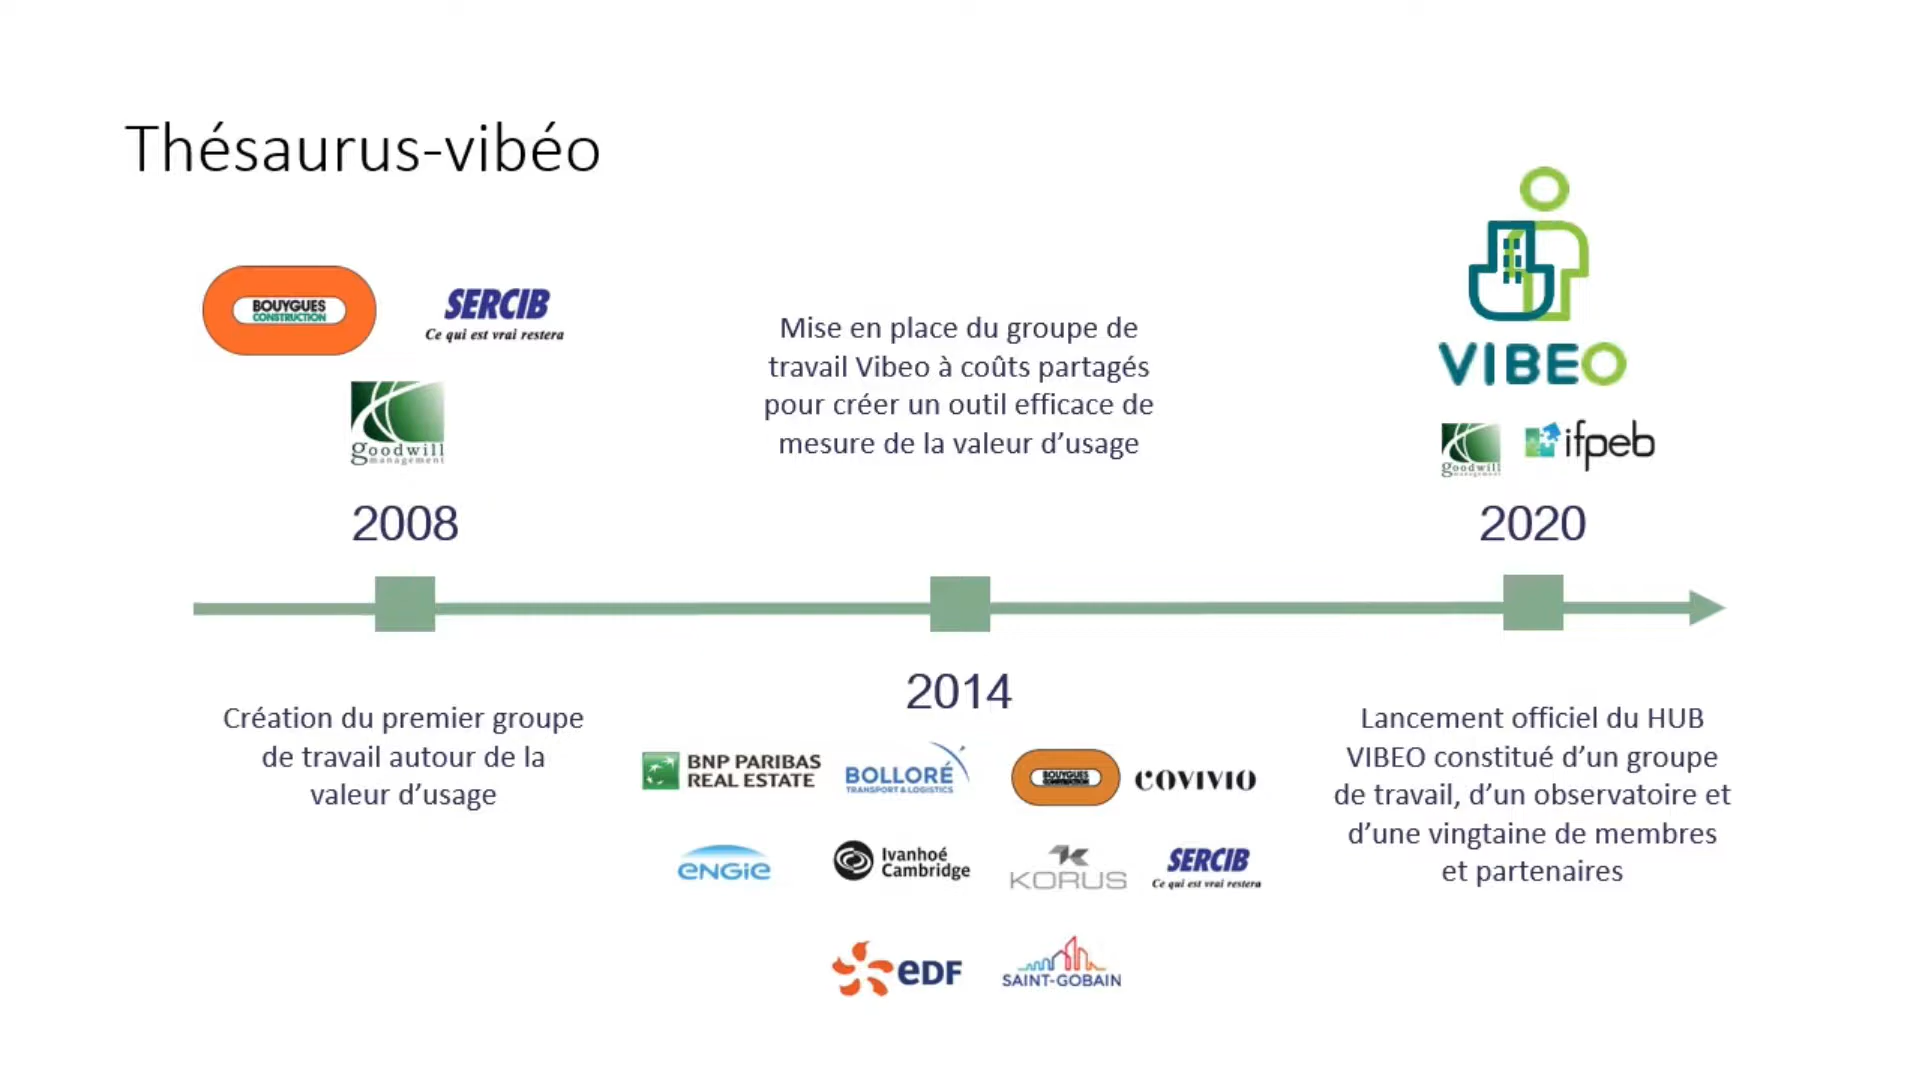 Thésaurus-vibéo
BOUYGUES
CONSTRUCTION
SERCIB
Ce qui est vrai restera
goodwill
management
2008
Création du premier groupe
de travail autour de la
valeur d’usage
Mise en place du groupe de
travail Vibeo à coûts partagés
pour créer un outil efficace de
mesure de la valeur d’usage
2014
BNP PARIBAS
REAL ESTATE
BOLLORÉ
TRANSPORT & LOGISTICS
BOUYGUES
CONSTRUCTION
COVIVIO
ENGIE
Ivanhoé
Cambridge
KORUS
SERCIB
Ce qui est vrai restera
eDF
SAINT-GOBAIN
VIBEO
goodwill
management
ifpeb
2020
Lancement officiel du HUB
VIBEO constitué d’un groupe
de travail, d’un observatoire et
d’une vingtaine de membres
et partenaires